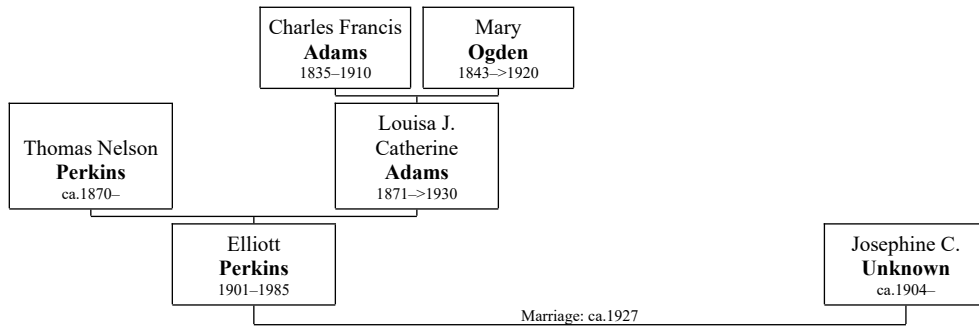 Charles Francis
Adams
1835–1910
Mary
Ogden
1843–>1920
Thomas Nelson
Perkins
ca.1870–
Louisa J.
Catherine
Adams
1871–>1930
Elliott
Perkins
1901–1985
Josephine C.
Unknown
ca.1904–
Marriage: ca.1927